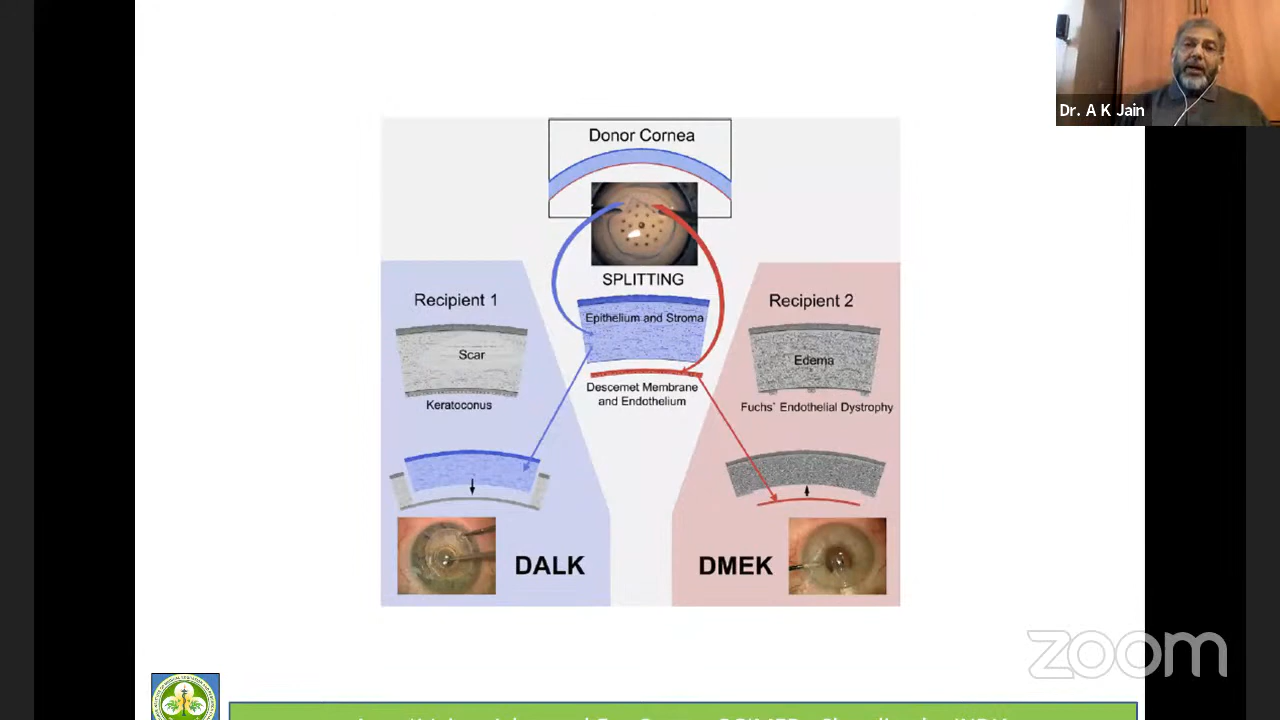 Dr. A K Jain
Donor Cornea
SPLITTING
Recipient 1
Epithelium and Stroma
Recipient 2
Scar
Edema
Descemet Membrane
and Endothelium
Keratoconus
Fuchs` Endothelial Dystrophy
DALK
DMEK
zoom